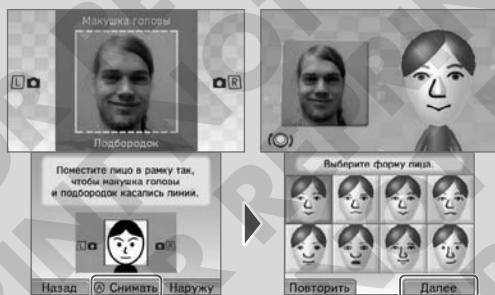 Макушка головы
L
R
Подбородок
Поместите лицо в рамку так,
чтобы макушка головы
и подбородок касались линии.
L
R
Назад
Ⓐ Снимать
Наружу
Выберите форму лица.
Повторить
Далее